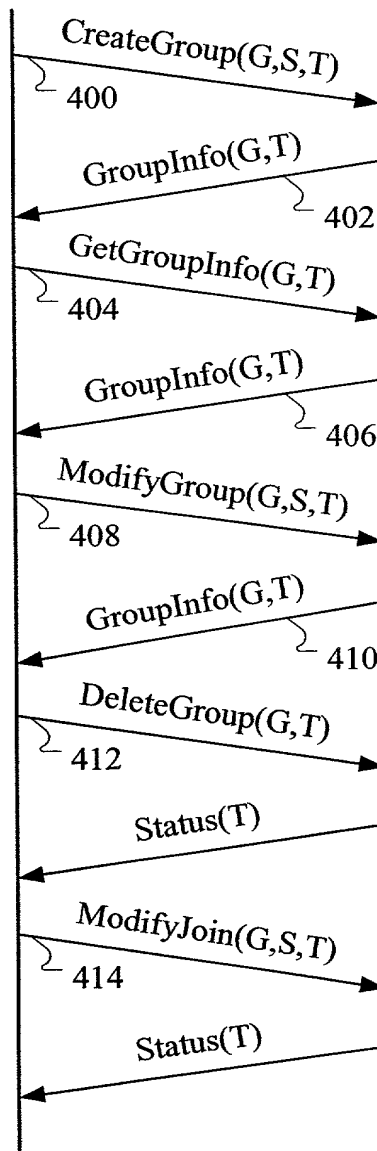 CreateGroup(G,S,T)
400
GroupInfo(G,T)
402
GetGroupInfo(G,T)
404
GroupInfo(G,T)
406
ModifyGroup(G,S,T)
408
GroupInfo(G,T)
410
DeleteGroup(G,T)
412
Status(T)
ModifyJoin(G,S,T)
414
Status(T)